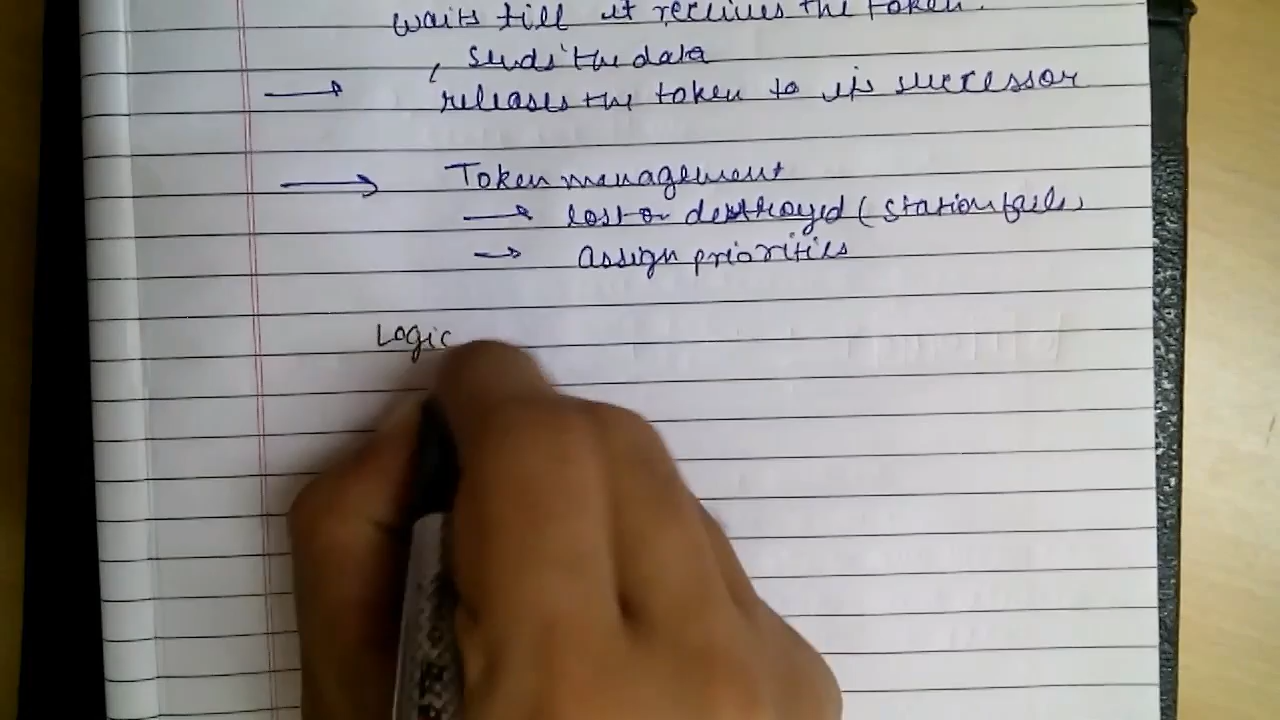 waits till it receives the token.
, sends the data
→ releases the token to its successor
→ Token management
→ lost or destroyed (station fails
→ assign priorities
Logic